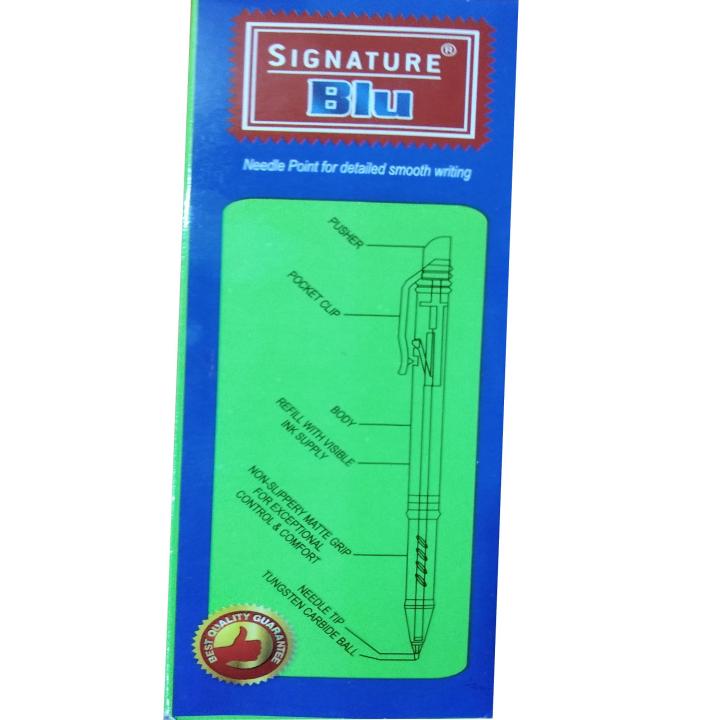 SIGNATURE®
Blu
Needle Point for detailed smooth writing
PUSHER
POCKET CLIP
BODY
REFILL WITH VISIBLE
INK SUPPLY
NON-SLIPPERY MATTE GRIP
FOR EXCEPTIONAL
CONTROL & COMFORT
NEEDLE TIP
TUNGSTEN CARBIDE BALL
BEST QUALITY GUARANTEE